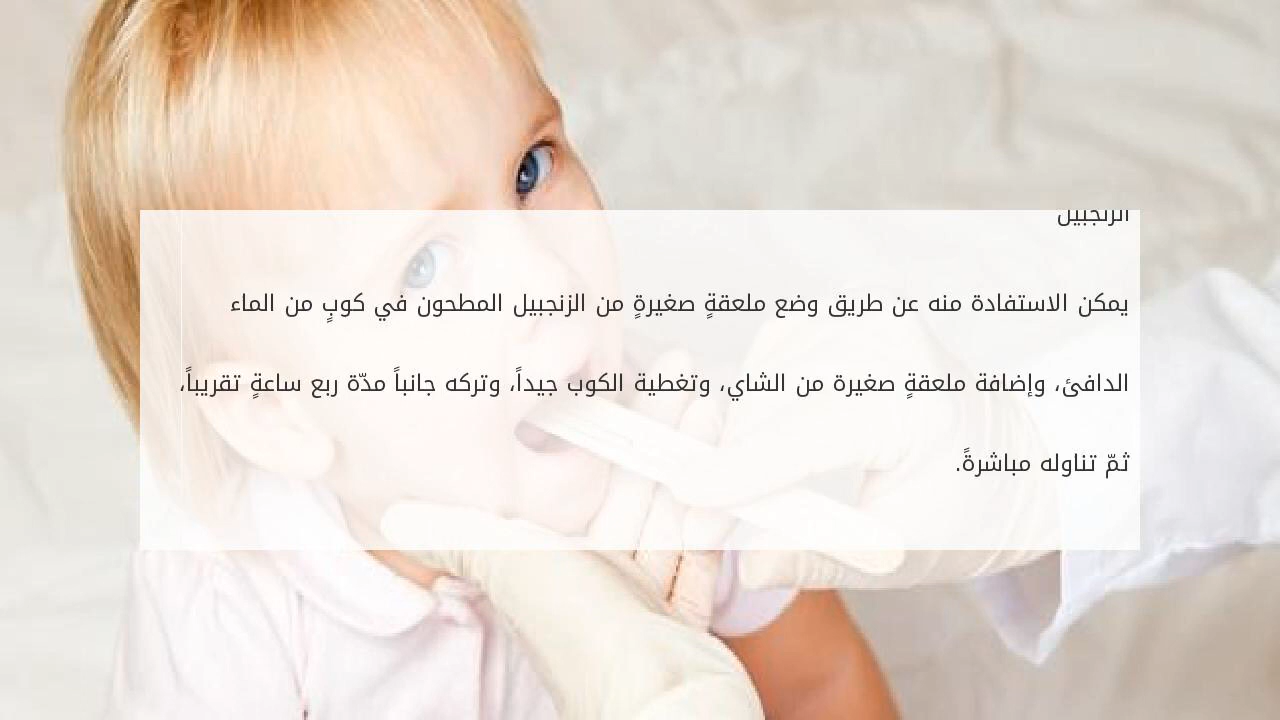 الزنجبيل
يمكن الاستفادة منه عن طريق وضع ملعقةٍ صغيرةٍ من الزنجبيل المطحون في كوبٍ من الماء
الدافئ، وإضافة ملعقةٍ صغيرة من الشاي، وتغطية الكوب جيداً، وتركه جانباً مدّة ربع ساعةٍ تقريباً،
ثمّ تناوله مباشرةً.